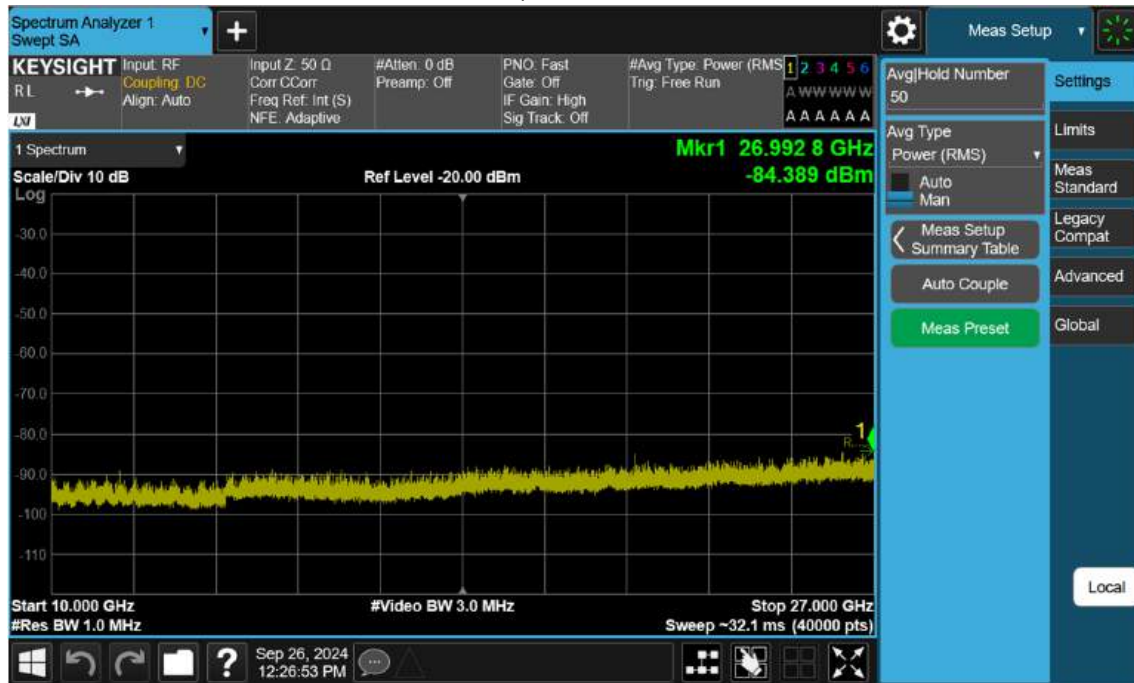 Spectrum Analyzer 1
Swept SA
+
Meas Setup
KEYSIGHT
RL
LXI
Input: RF
Coupling: DC
Align: Auto
Input Z: 50 Ω
Corr CCorr
Freq Ref: Int (S)
NFE: Adaptive
#Atten: 0 dB
Preamp: Off
PNO: Fast
Gate: Off
IF Gain: High
Sig Track: Off
#Avg Type: Power (RMS
Trig: Free Run
1 2 3 4 5 6
A W W W W W
A A A A A A
1 Spectrum
Scale/Div 10 dB
Log
Ref Level -20.00 dBm
Mkr1 26.992 8 GHz
-84.389 dBm
-30.0
-40.0
-50.0
-60.0
-70.0
-80.0
-90.0
-100
-110
1
Start 10.000 GHz
#Res BW 1.0 MHz
#Video BW 3.0 MHz
Stop 27.000 GHz
Sweep ~32.1 ms (40000 pts)
Avg|Hold Number
50
Avg Type
Power (RMS)
Auto
Man
Meas Setup
Summary Table
Auto Couple
Meas Preset
Settings
Limits
Meas
Standard
Legacy
Compat
Advanced
Global
Local
?
Sep 26, 2024
12:26:53 PM